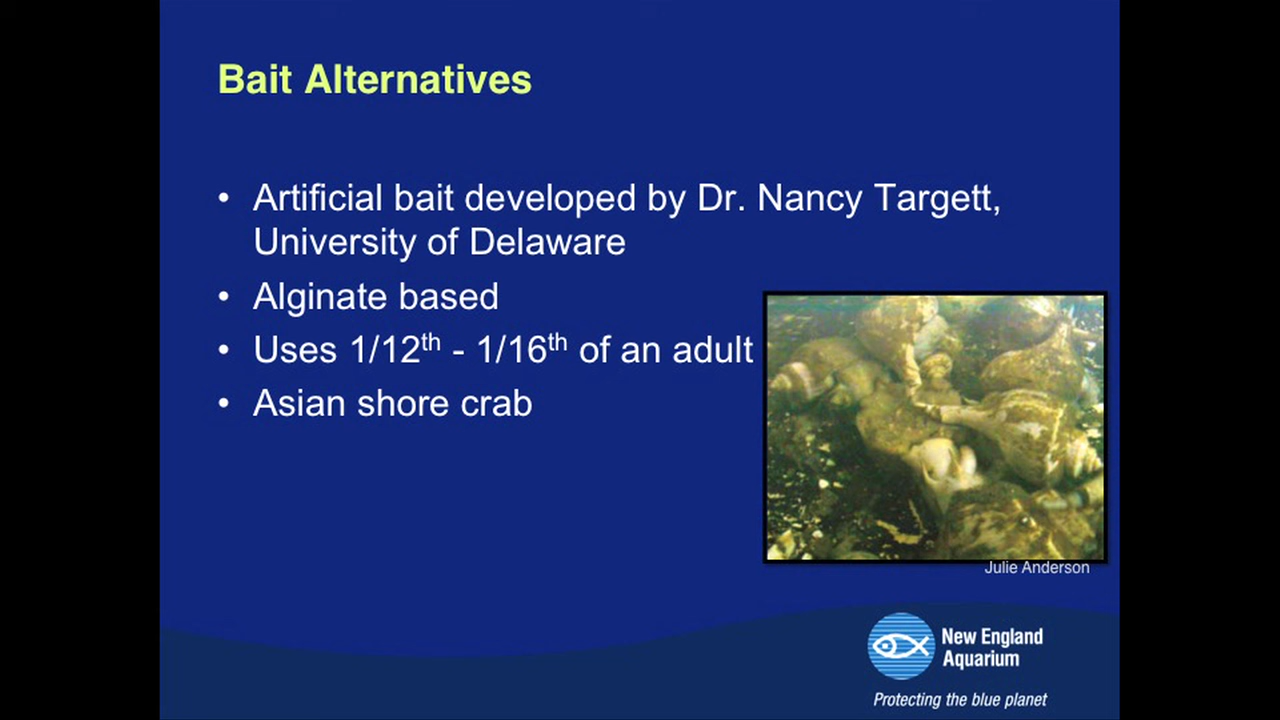 Bait Alternatives
• Artificial bait developed by Dr. Nancy Targett,
University of Delaware
• Alginate based
• Uses 1/12th - 1/16th of an adult
• Asian shore crab
Julie Anderson
New England
Aquarium
Protecting the blue planet